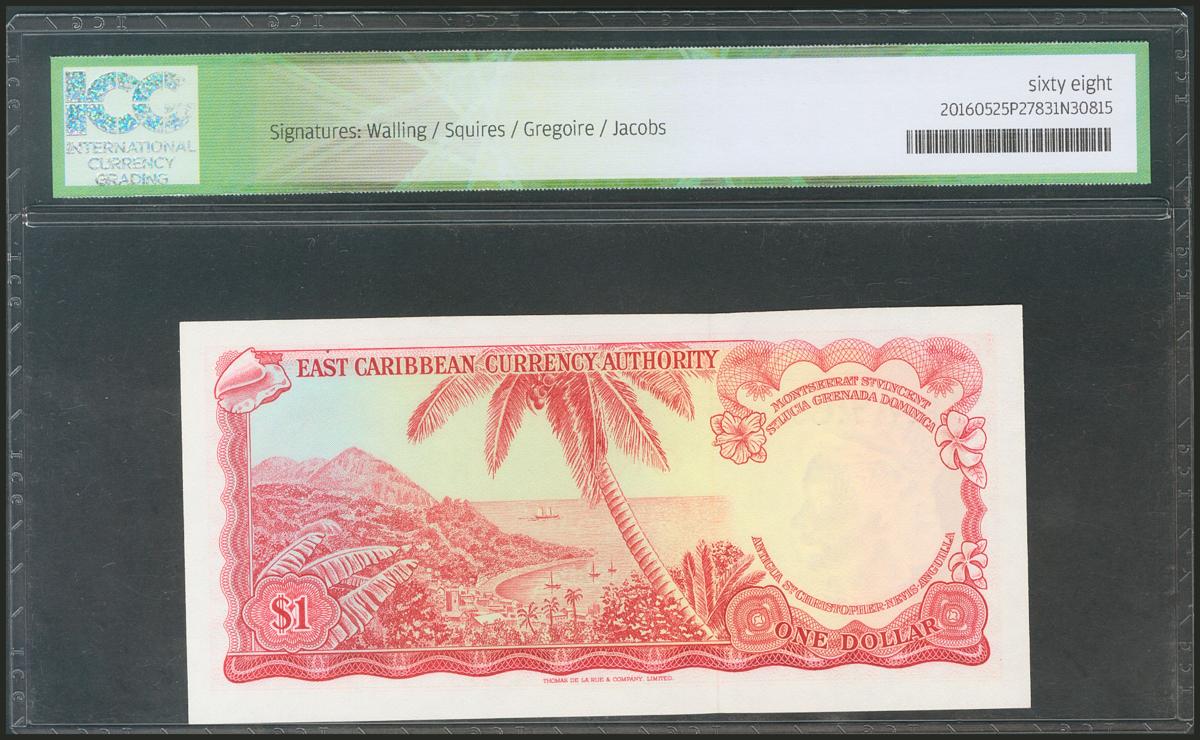 ICG
INTERNATIONAL
CURRENCY
GRADING
Signatures: Walling / Squires / Gregoire / Jacobs
sixty eight
20160525P27831N30815
EAST CARIBBEAN CURRENCY AUTHORITY
MONTSERRAT ST VINCENT
ST LUCIA GRENADA DOMINICA
ANTIGUA ST CHRISTOPHER-NEVIS-ANGUILLA
$1
ONE DOLLAR
THOMAS DE LA RUE & COMPANY, LIMITED.